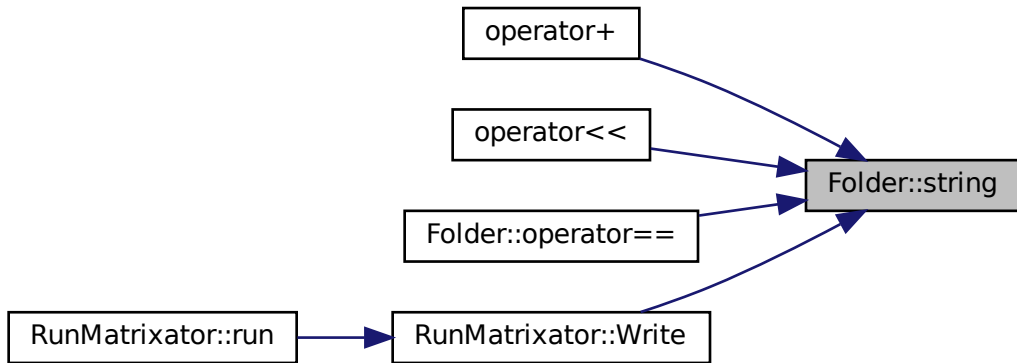 operator+
operator<<
Folder::string
Folder::operator==
RunMatrixator::run
RunMatrixator::Write